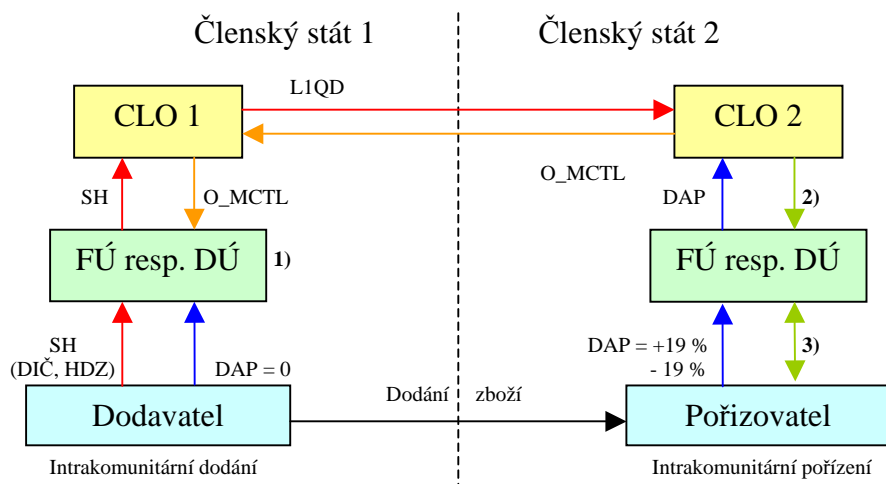 Členský stát 1
Členský stát 2
L1QD
CLO 1
CLO 2
O_MCTL
SH
O_MCTL
DAP
2)
FÚ resp. DÚ
1)
FÚ resp. DÚ
SH
(DIČ, HDZ)
DAP = 0
DAP = +19 %
- 19 %
3)
Dodavatel
Dodání zboží
Pořizovatel
Intrakomunitární dodání
Intrakomunitární pořízení